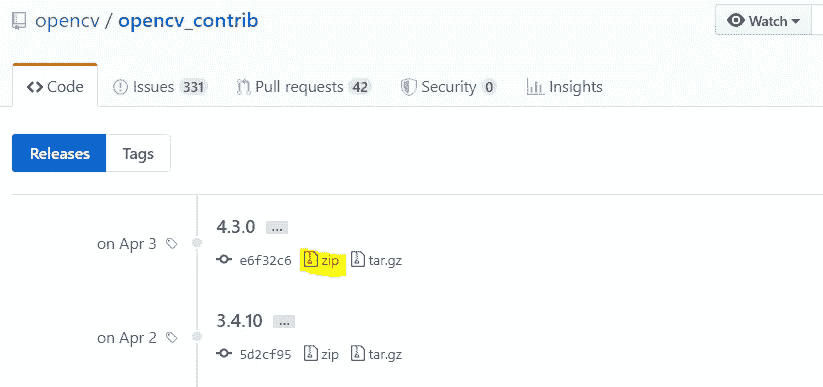 opencv / opencv_contrib
Watch
Code Issues 331 Pull requests 42 Security 0 Insights
Releases Tags
4.3.0 ...
on Apr 3
e6f32c6 zip tar.gz
3.4.10 ...
on Apr 2
5d2cf95 zip tar.gz